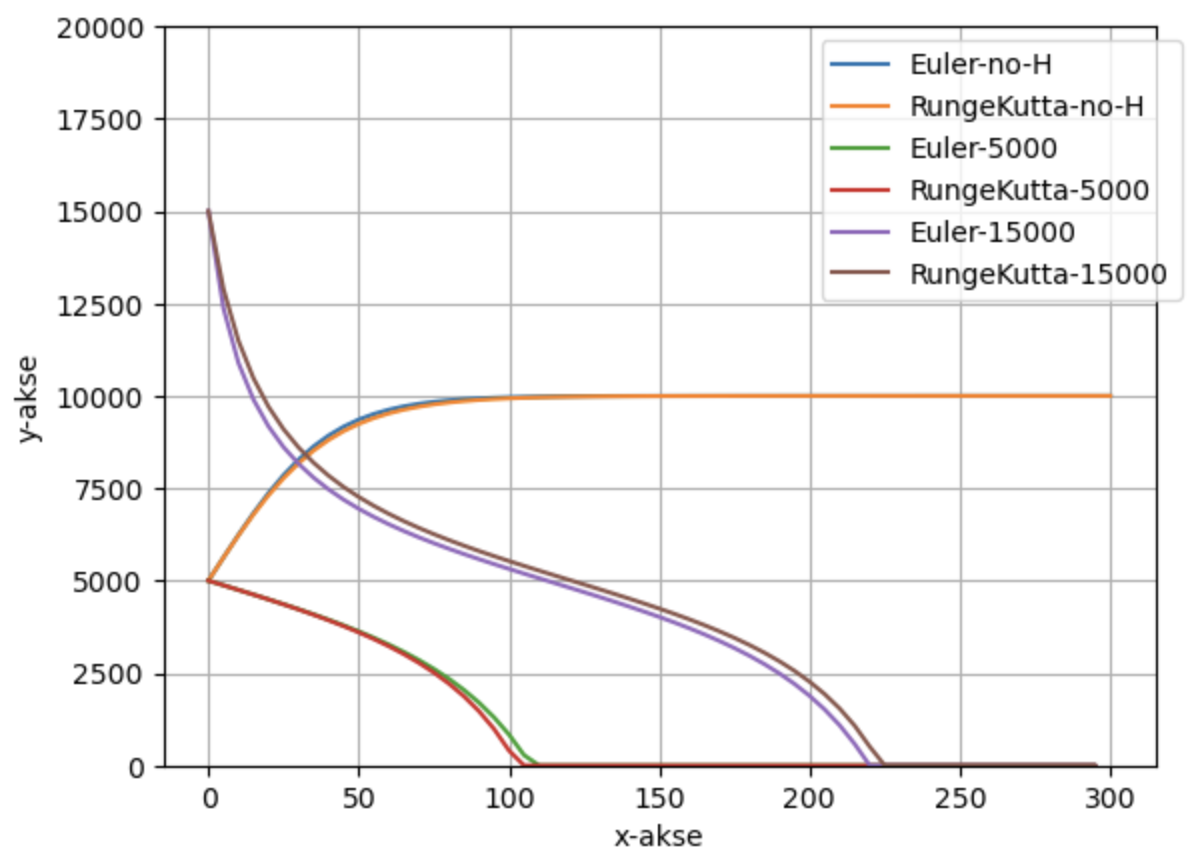 20000
17500
15000
12500
10000
7500
5000
2500
0
y-akse
0 50 100 150 200 250 300
x-akse
Euler-no-H
RungeKutta-no-H
Euler-5000
RungeKutta-5000
Euler-15000
RungeKutta-15000